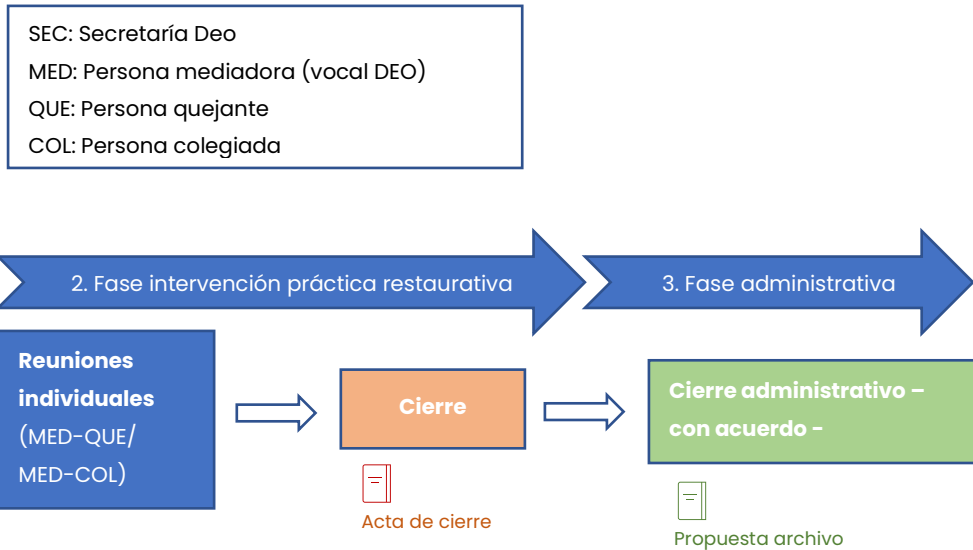 SEC: Secretaría Deo
MED: Persona mediadora (vocal DEO)
QUE: Persona quejante
COL: Persona colegiada
2. Fase intervención práctica restaurativa
3. Fase administrativa
Reuniones
individuales
(MED-QUE/
MED-COL)
Cierre
Cierre administrativo –
con acuerdo -
Acta de cierre
Propuesta archivo